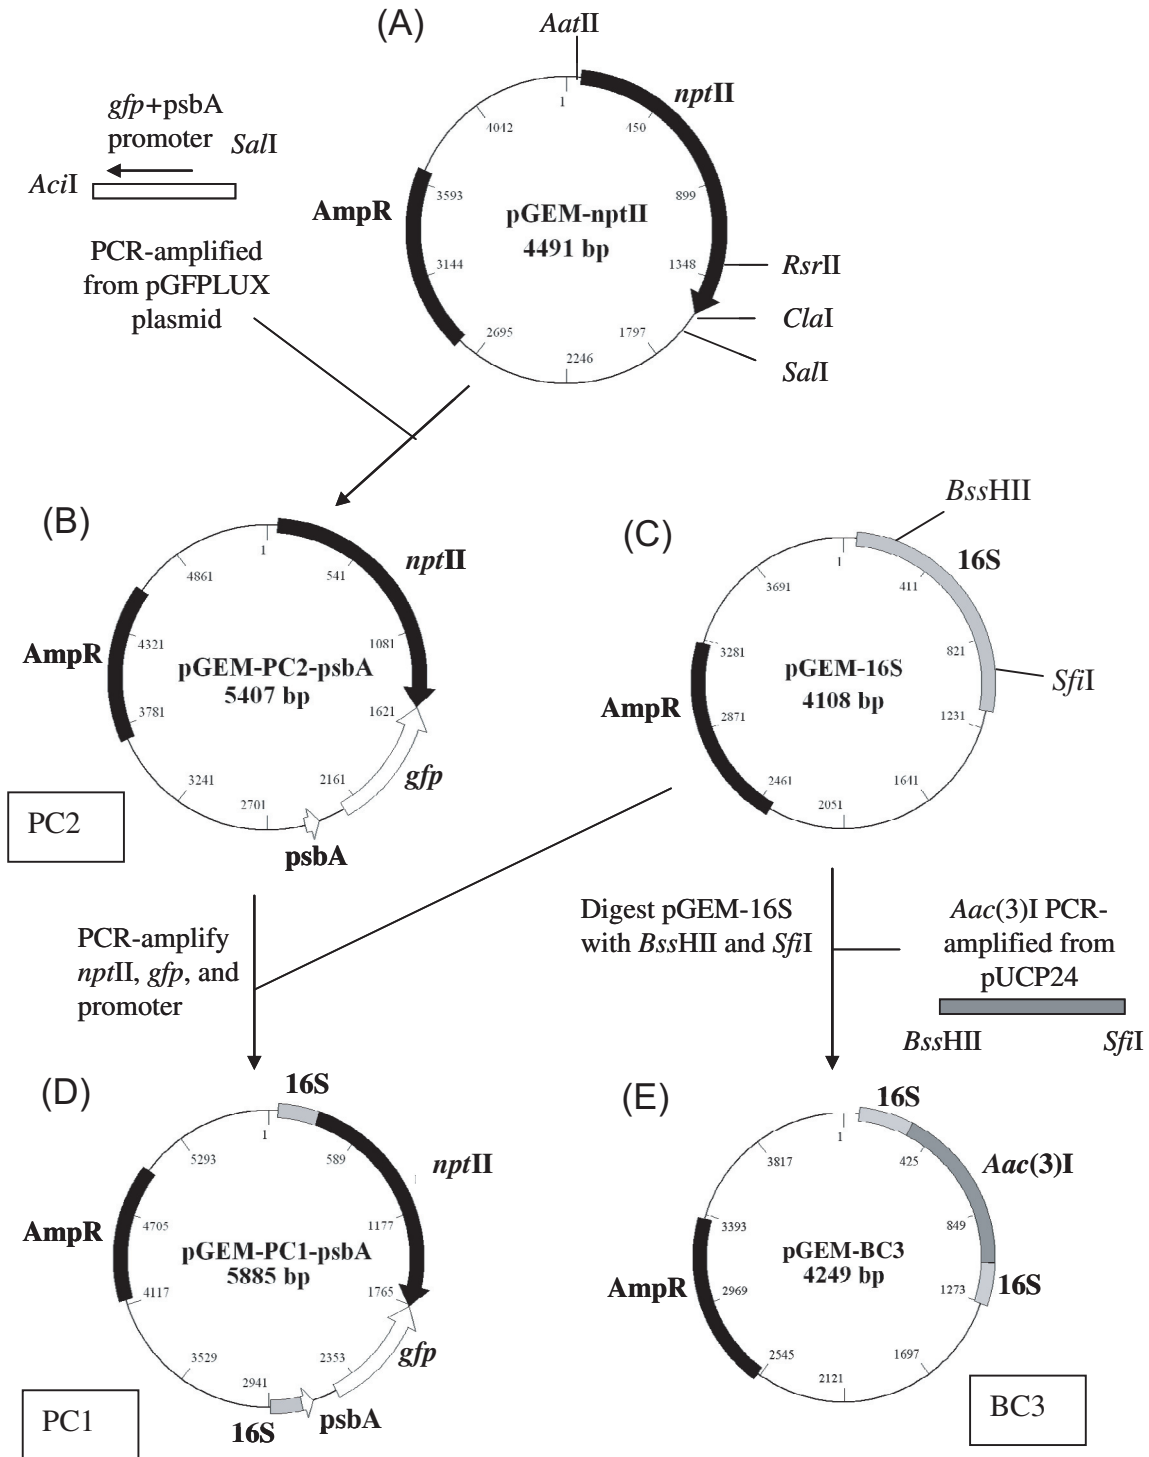 (A)
AatII
nptII
1
450
899
1348
1797
2246
2695
3144
3593
4042
pGEM-nptII
4491 bp
AmpR
RsrII
ClaI
SalI
gfp+psbA
promoter
SalI
AciI
PCR-amplified
from pGFPLUX
plasmid
(B)
nptII
1
541
1081
1621
2161
2701
3241
3781
4321
4861
pGEM-PC2-psbA
5407 bp
AmpR
gfp
psbA
PC2
(C)
BssHII
16S
SfiI
1
411
821
1231
1641
2051
2461
2871
3281
3691
pGEM-16S
4108 bp
AmpR
PCR-amplify
nptII, gfp, and
promoter
Digest pGEM-16S
with BssHII and SfiI
Aac(3)I PCR-
amplified from
pUCP24
BssHII
SfiI
(D)
16S
nptII
1
589
1177
1765
2353
2941
3529
4117
4705
5293
pGEM-PC1-psbA
5885 bp
AmpR
gfp
psbA
16S
PC1
(E)
16S
Aac(3)I
16S
1
425
849
1273
1697
2121
2545
2969
3393
3817
pGEM-BC3
4249 bp
AmpR
BC3